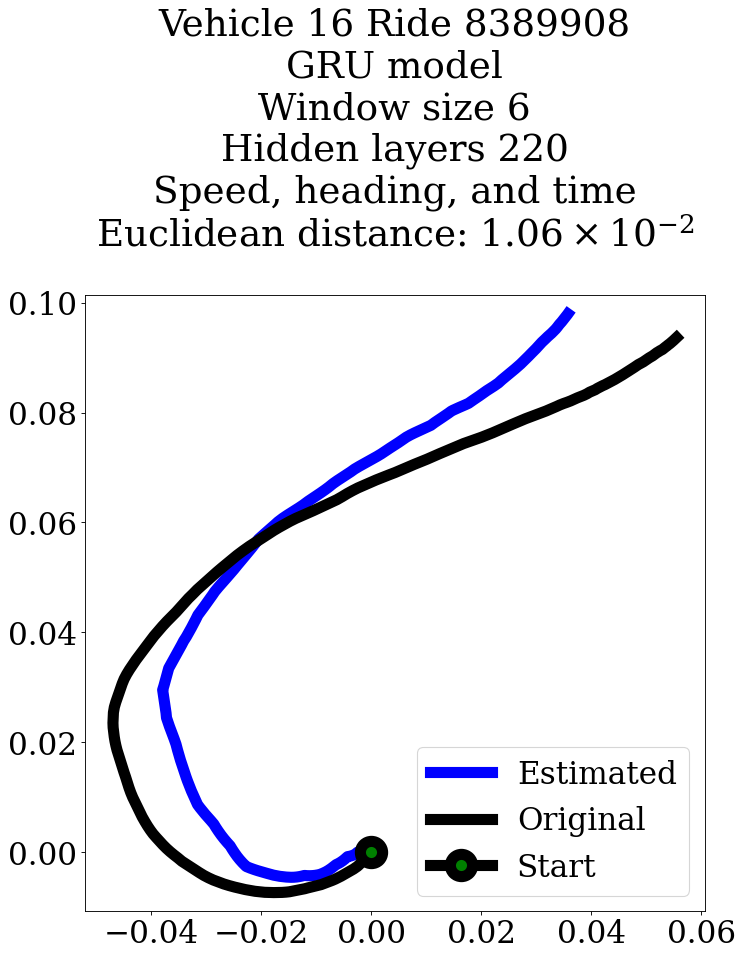 Vehicle 16 Ride 8389908
GRU model
Window size 6
Hidden layers 220
Speed, heading, and time
Euclidean distance: 1.06 × 10⁻²
0.10
0.08
0.06
0.04
0.02
0.00
Estimated
Original
Start
−0.04 −0.02 0.00 0.02 0.04 0.06